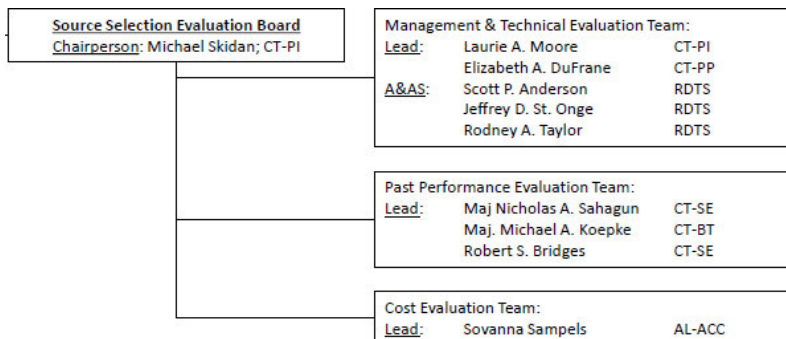 Source Selection Evaluation Board
Chairperson: Michael Skidan; CT-PI
Management & Technical Evaluation Team:
Lead: Laurie A. Moore CT-PI
Elizabeth A. DuFrane CT-PP
A&AS: Scott P. Anderson RDTS
Jeffrey D. St. Onge RDTS
Rodney A. Taylor RDTS
Past Performance Evaluation Team:
Lead: Maj Nicholas A. Sahagun CT-SE
Maj. Michael A. Koepke CT-BT
Robert S. Bridges CT-SE
Cost Evaluation Team:
Lead: Sovanna Sampels AL-ACC